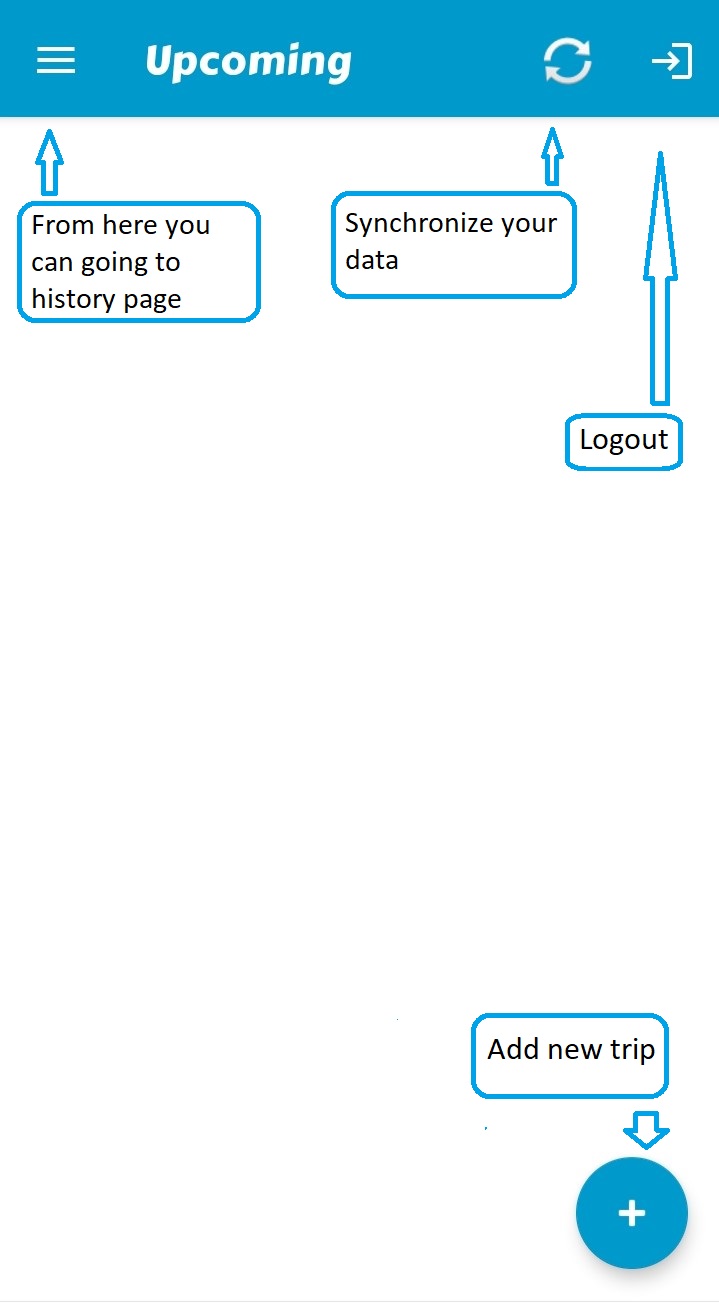 Upcoming
From here you
can going to
history page
Synchronize your
data
Logout
Add new trip
+